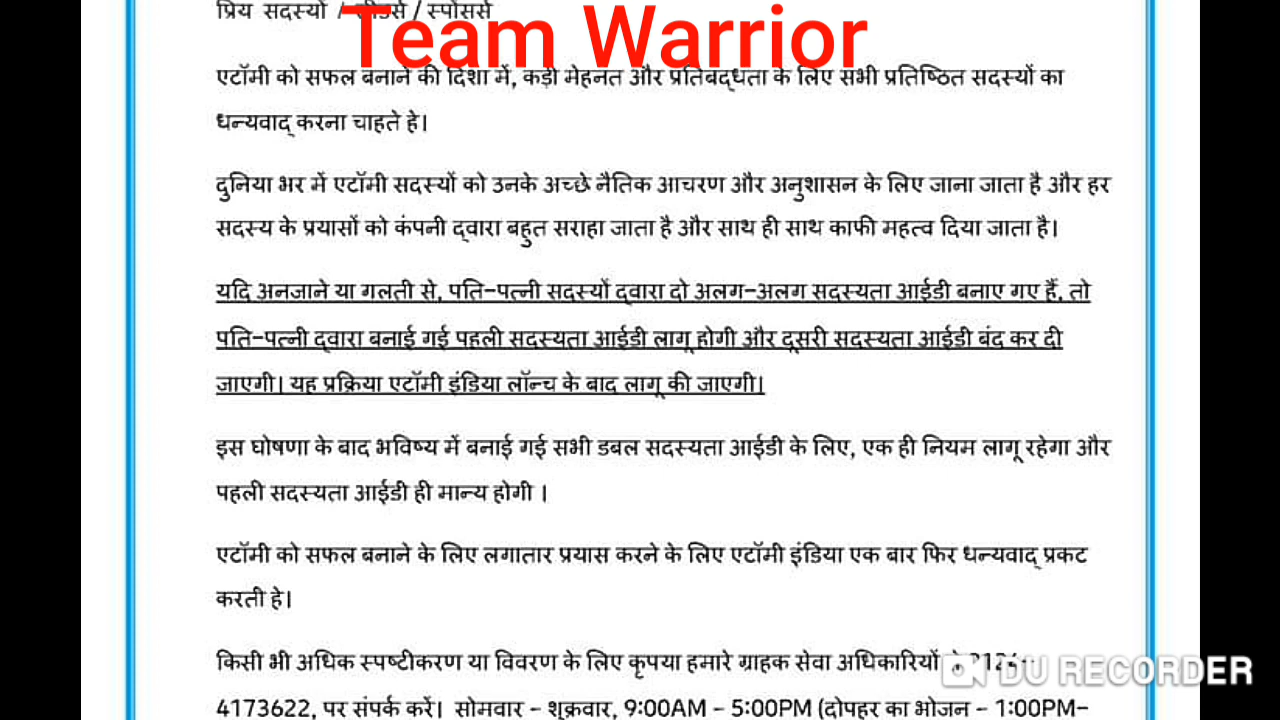 प्रिय सदस्यों / लीडर्स / स्पोंसर्स
Team Warrior
एटॉमी को सफल बनाने की दिशा में, कड़ी मेहनत और प्रतिबद्धता के लिए सभी प्रतिष्ठित सदस्यों का
धन्यवाद् करना चाहते हे।
दुनिया भर में एटॉमी सदस्यों को उनके अच्छे नैतिक आचरण और अनुशासन के लिए जाना जाता है और हर
सदस्य के प्रयासों को कंपनी द्वारा बहुत सराहा जाता है और साथ ही साथ काफी महत्व दिया जाता है।
यदि अनजाने या गलती से, पति-पत्नी सदस्यों द्वारा दो अलग-अलग सदस्यता आईडी बनाए गए हैं, तो
पति-पत्नी द्वारा बनाई गई पहली सदस्यता आईडी लागू होगी और दूसरी सदस्यता आईडी बंद कर दी
जाएगी। यह प्रक्रिया एटॉमी इंडिया लॉन्च के बाद लागू की जाएगी।
इस घोषणा के बाद भविष्य में बनाई गई सभी डबल सदस्यता आईडी के लिए, एक ही नियम लागू रहेगा और
पहली सदस्यता आईडी ही मान्य होगी ।
एटॉमी को सफल बनाने के लिए लगातार प्रयास करने के लिए एटॉमी इंडिया एक बार फिर धन्यवाद् प्रकट
करती हे।
किसी भी अधिक स्पष्टीकरण या विवरण के लिए कृपया हमारे ग्राहक सेवा अधिकारियों
DU RECORDER
4173622, पर संपर्क करें। सोमवार - शुक्रवार, 9:00AM - 5:00PM (दोपहर का भोजन - 1:00PM-